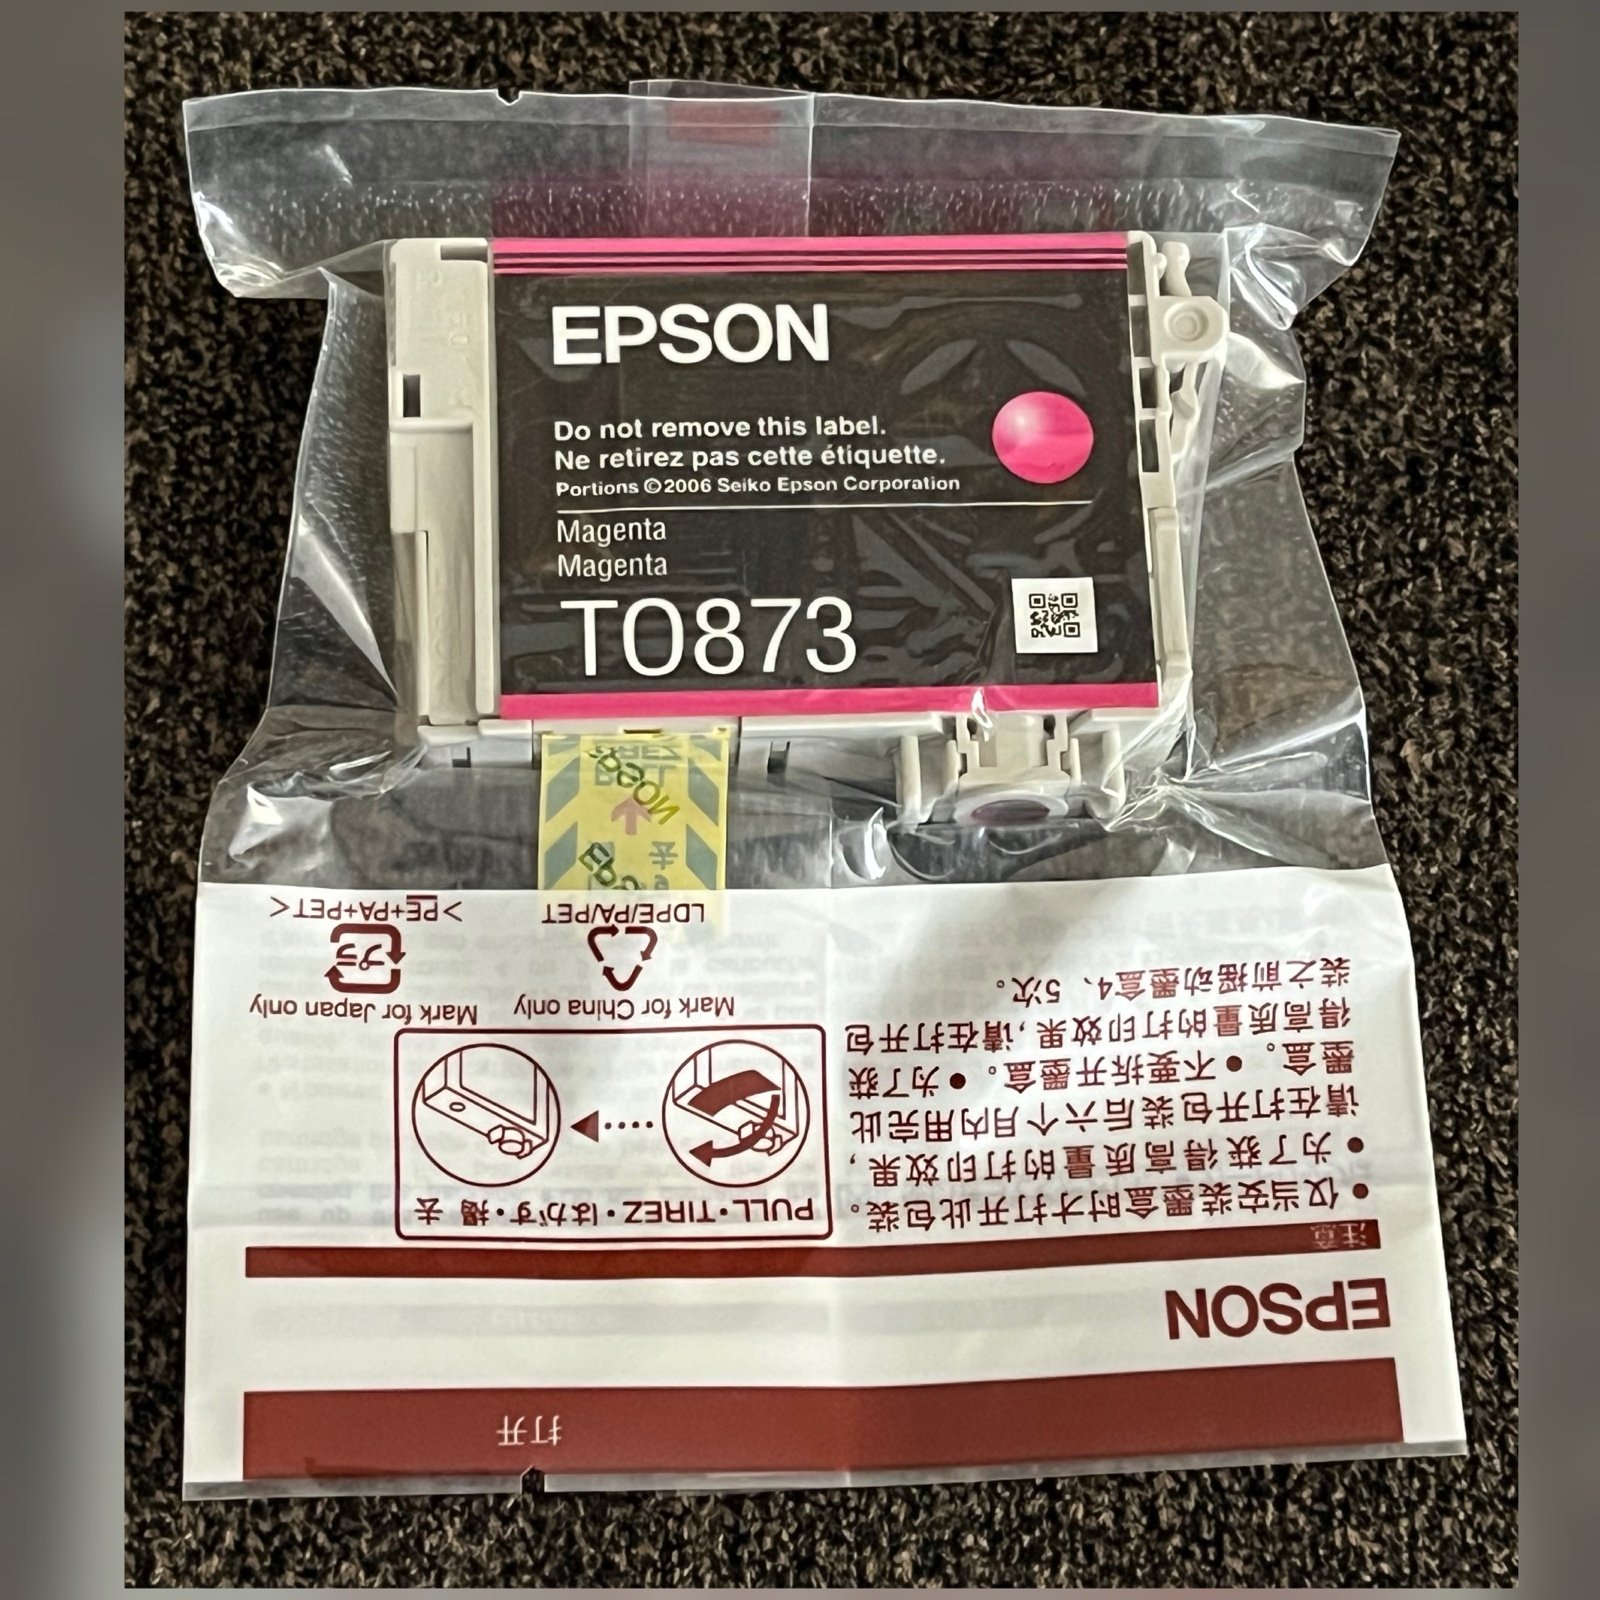 EPSON
Do not remove this label.
Ne retirez pas cette étiquette.
Portions ©2006 Seiko Epson Corporation
Magenta
Magenta
T0873
PULL
EPSON
去
打开
EPSON
注意
•仅当安装墨盒时才打开此包装。
•为了获得高质量的打印效果，
请在打开包装后六个月内用完此
墨盒。 •不要拆开墨盒。 •为了获
得高质量的打印效果，请在打开包
装之前摇动墨盒4、5次。
PULL・TIREZ・はがす・揭 去
Mark for China only
LDPE/PA/PET
Mark for Japan only
プラ
>PE+PA+PET<